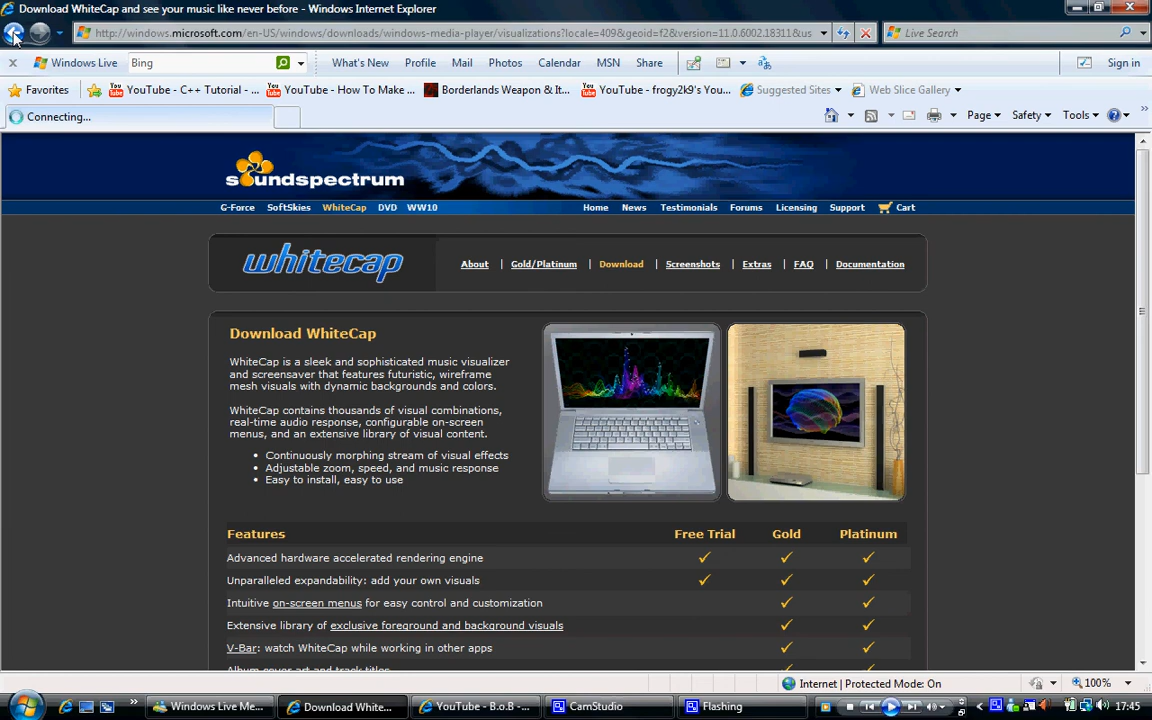 Download WhiteCap and see your music like never before - Windows Internet Explorer
http://windows.microsoft.com/en-US/windows/downloads/windows-media-player/visualizations?locale=409&geoid=f2&version=11.0.6002.18311&us
Live Search
Windows Live
Bing
What's New
Profile
Mail
Photos
Calendar
MSN
Share
Sign in
Favorites
YouTube - C++ Tutorial - ...
YouTube - How To Make ...
Borderlands Weapon & It...
YouTube - frogy2k9's You...
Suggested Sites
Web Slice Gallery
Connecting...
Page
Safety
Tools
soundspectrum
G-Force
SoftSkies
WhiteCap
DVD
WW10
Home
News
Testimonials
Forums
Licensing
Support
Cart
whitecap
About | Gold/Platinum | Download | Screenshots | Extras | FAQ | Documentation
Download WhiteCap
WhiteCap is a sleek and sophisticated music visualizer
and screensaver that features futuristic, wireframe
mesh visuals with dynamic backgrounds and colors.
WhiteCap contains thousands of visual combinations,
real-time audio response, configurable on-screen
menus, and an extensive library of visual content.
• Continuously morphing stream of visual effects
• Adjustable zoom, speed, and music response
• Easy to install, easy to use
Features Free Trial Gold Platinum
Advanced hardware accelerated rendering engine
Unparalleled expandability: add your own visuals
Intuitive on-screen menus for easy control and customization
Extensive library of exclusive foreground and background visuals
V-Bar: watch WhiteCap while working in other apps
Album cover art and track titles
Internet | Protected Mode: On
100%
Windows Live Me...
Download White...
YouTube - B.o.B -...
CamStudio
Flashing
17:45